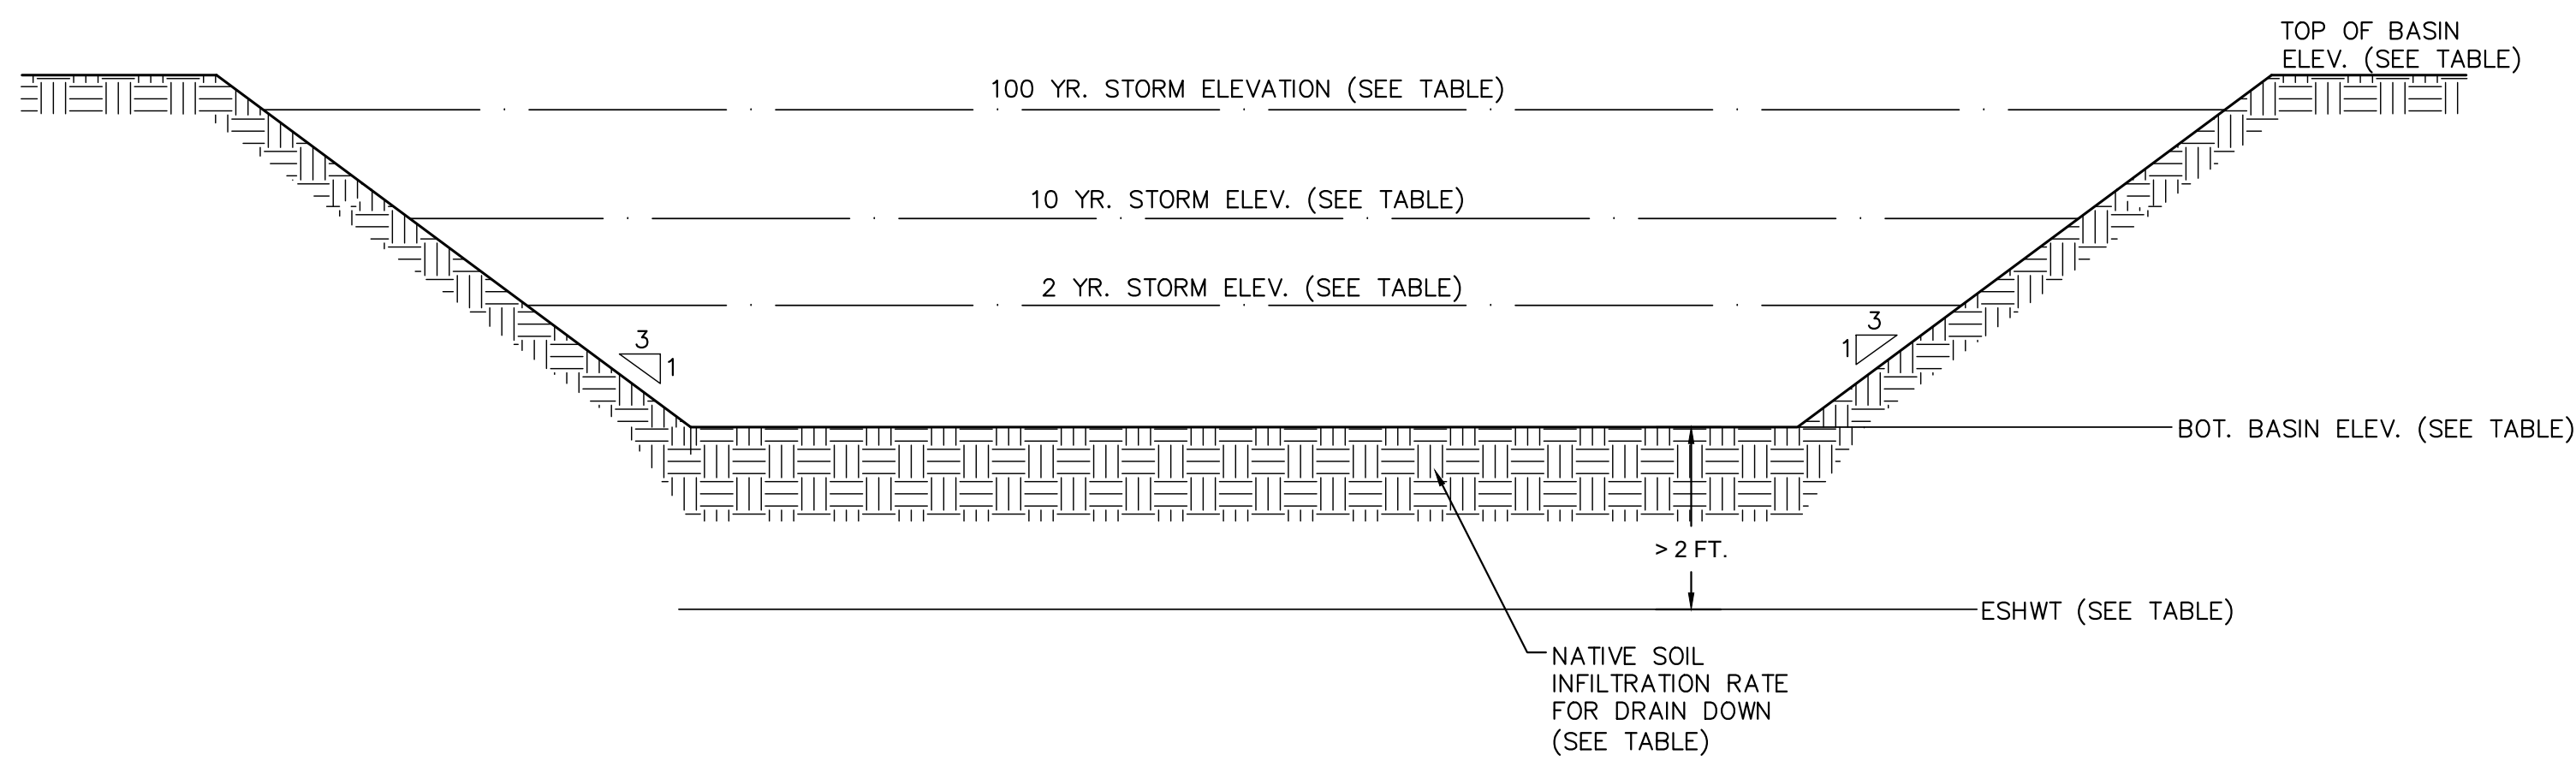 TOP OF BASIN
ELEV. (SEE TABLE)
100 YR. STORM ELEVATION (SEE TABLE)
10 YR. STORM ELEV. (SEE TABLE)
2 YR. STORM ELEV. (SEE TABLE)
3
1
3
1
BOT. BASIN ELEV. (SEE TABLE)
> 2 FT.
ESHWT (SEE TABLE)
NATIVE SOIL
INFILTRATION RATE
FOR DRAIN DOWN
(SEE TABLE)